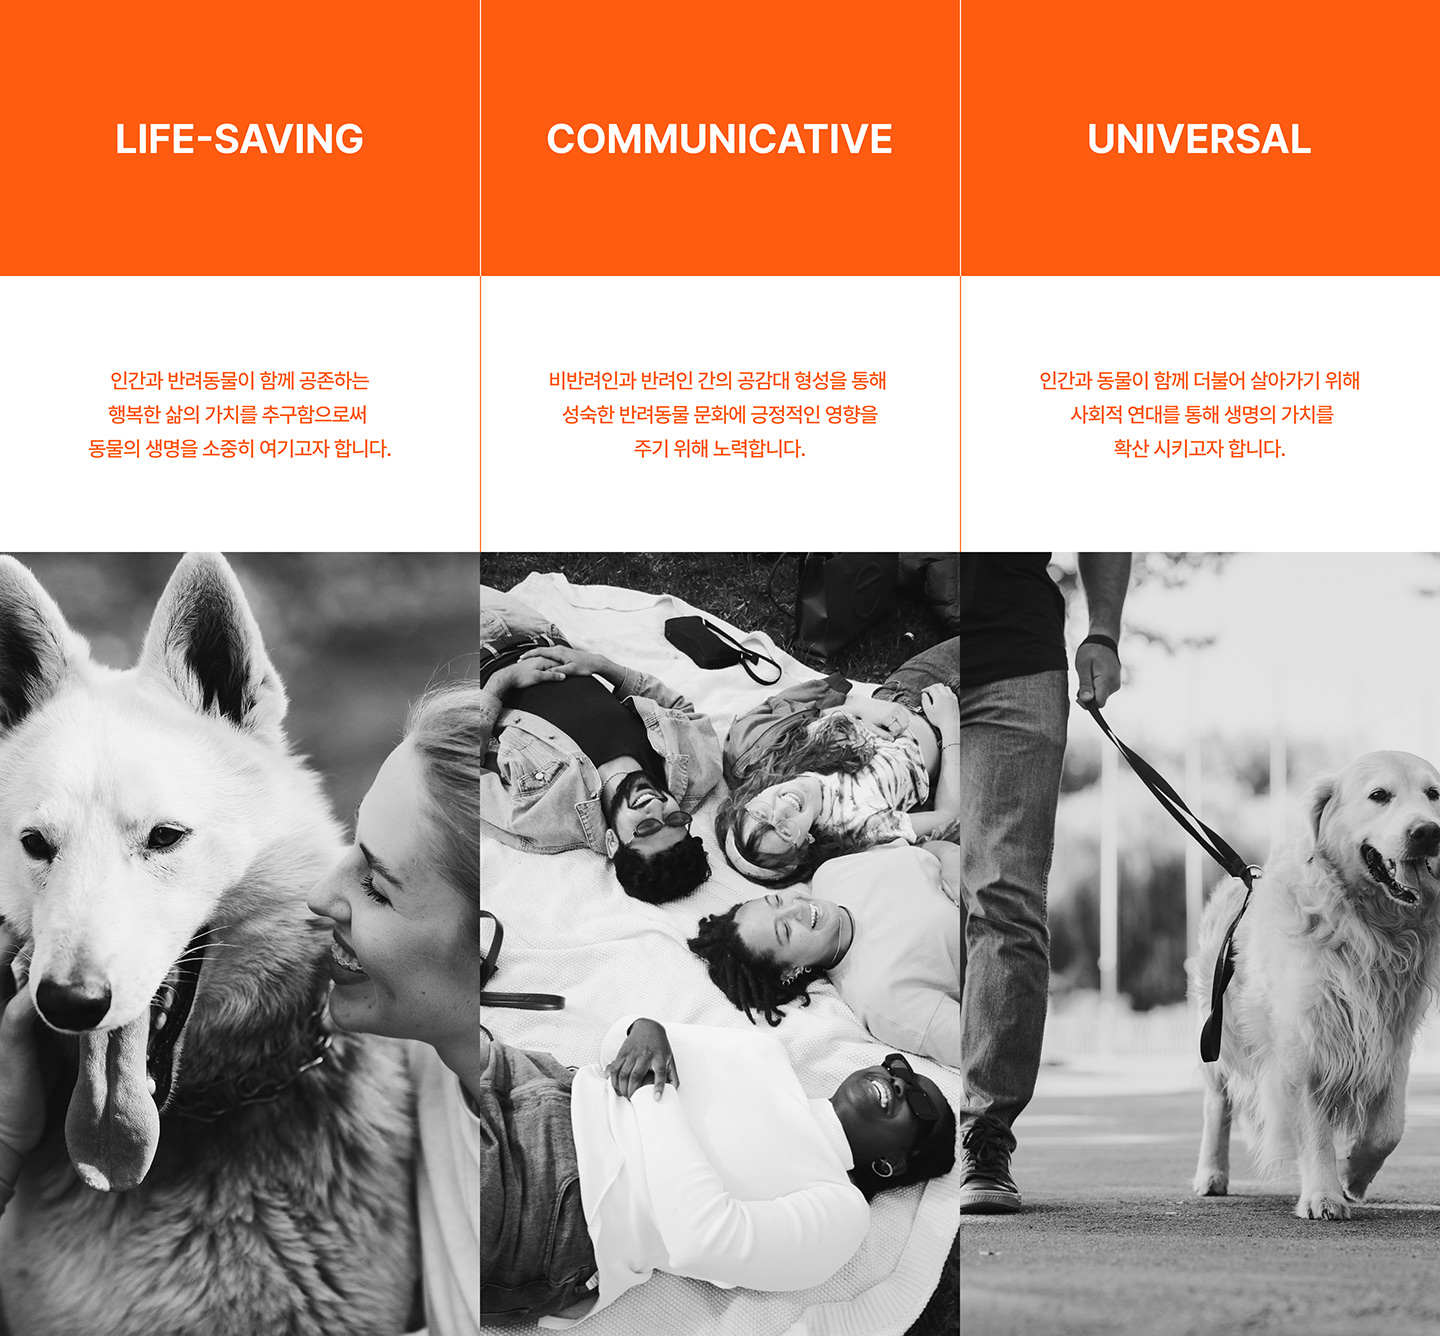 LIFE-SAVING
인간과 반려동물이 함께 공존하는
행복한 삶의 가치를 추구함으로써
동물의 생명을 소중히 여기고자 합니다.
COMMUNICATIVE
비반려인과 반려인 간의 공감대 형성을 통해
성숙한 반려동물 문화에 긍정적인 영향을
주기 위해 노력합니다.
UNIVERSAL
인간과 동물이 함께 더불어 살아가기 위해
사회적 연대를 통해 생명의 가치를
확산 시키고자 합니다.